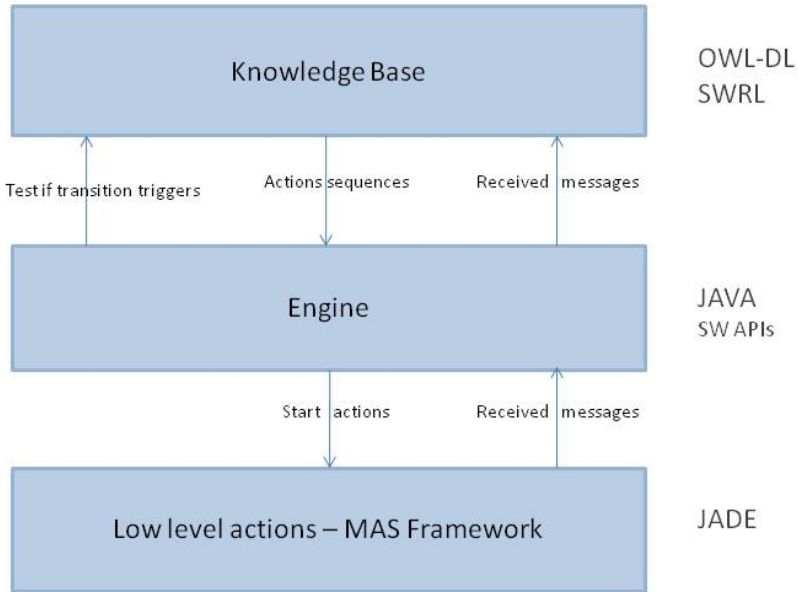 Knowledge Base
OWL-DL
SWRL
Test if transition triggers
Actions sequences
Received messages
Engine
JAVA
SW APIs
Start actions
Received messages
Low level actions – MAS Framework
JADE